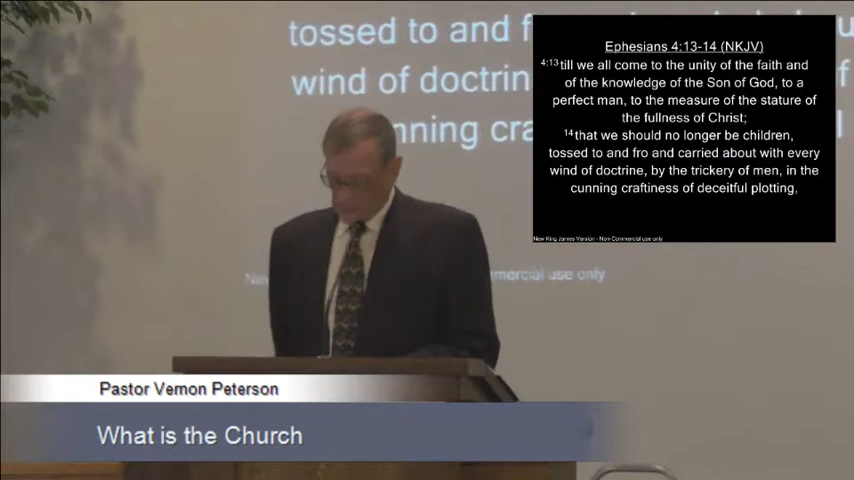 tossed to and f
wind of doctrin
nning cra
mercial use only
Ephesians 4:13-14 (NKJV)
4:13 till we all come to the unity of the faith and
of the knowledge of the Son of God, to a
perfect man, to the measure of the stature of
the fullness of Christ;
14 that we should no longer be children,
tossed to and fro and carried about with every
wind of doctrine, by the trickery of men, in the
cunning craftiness of deceitful plotting,
New King James Version - Non-Commercial use only
Pastor Vernon Peterson
What is the Church